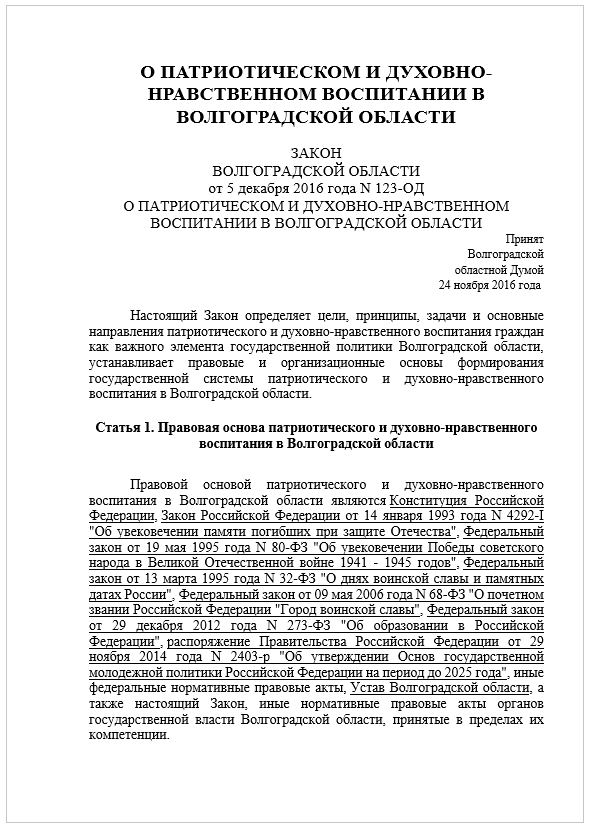 О ПАТРИОТИЧЕСКОМ И ДУХОВНО-
НРАВСТВЕННОМ ВОСПИТАНИИ В
ВОЛГОГРАДСКОЙ ОБЛАСТИ
ЗАКОН
ВОЛГОГРАДСКОЙ ОБЛАСТИ
от 5 декабря 2016 года N 123-ОД
О ПАТРИОТИЧЕСКОМ И ДУХОВНО-НРАВСТВЕННОМ
ВОСПИТАНИИ В ВОЛГОГРАДСКОЙ ОБЛАСТИ
Принят
Волгоградской
областной Думой
24 ноября 2016 года
Настоящий Закон определяет цели, принципы, задачи и основные
направления патриотического и духовно-нравственного воспитания граждан
как важного элемента государственной политики Волгоградской области,
устанавливает правовые и организационные основы формирования
государственной системы патриотического и духовно-нравственного
воспитания в Волгоградской области.
Статья 1. Правовая основа патриотического и духовно-нравственного
воспитания в Волгоградской области
Правовой основой патриотического и духовно-нравственного
воспитания в Волгоградской области являются Конституция Российской
Федерации, Закон Российской Федерации от 14 января 1993 года N 4292-I
"Об увековечении памяти погибших при защите Отечества", Федеральный
закон от 19 мая 1995 года N 80-ФЗ "Об увековечении Победы советского
народа в Великой Отечественной войне 1941 - 1945 годов", Федеральный
закон от 13 марта 1995 года N 32-ФЗ "О днях воинской славы и памятных
датах России", Федеральный закон от 09 мая 2006 года N 68-ФЗ "О почетном
звании Российской Федерации "Город воинской славы", Федеральный закон
от 29 декабря 2012 года N 273-ФЗ "Об образовании в Российской
Федерации", распоряжение Правительства Российской Федерации от 29
ноября 2014 года N 2403-р "Об утверждении Основ государственной
молодежной политики Российской Федерации на период до 2025 года", иные
федеральные нормативные правовые акты, Устав Волгоградской области, а
также настоящий Закон, иные нормативные правовые акты органов
государственной власти Волгоградской области, принятые в пределах их
компетенции.